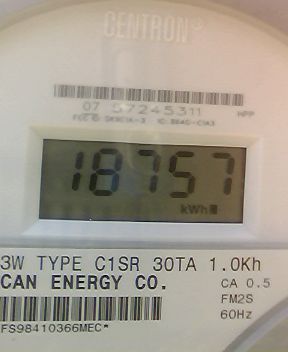 CENTRON®
07 57245311 HPP
18757
kWh
3W TYPE C1SR 30TA 1.0Kh
CAN ENERGY CO. CA 0.5
FM2S
60Hz
FS98410366MEC*